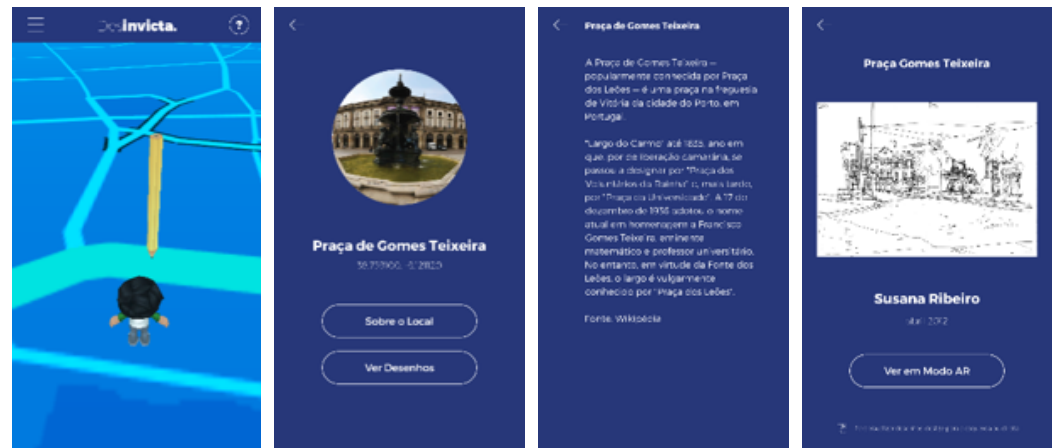 Desinvicta.
?
Praça de Gomes Teixeira
Sobre o Local
Ver Desenhos
Praça de Gomes Teixeira
A Praça de Gomes Teixeira —
popularmente conhecida por Praça
dos Leões — é uma praça na freguesia
de Vitória da cidade do Porto, em
Portugal.
"Largo do Carmo" até 1835, ano em
que, por deliberação camarária, se
passou a designar por "Praça dos
Voluntários da Rainha" e, mais tarde,
por "Praça da Universidade". A 17 de
dezembro de 1936 adotou o nome
atual em homenagem a Francisco
Gomes Teixeira, eminente
matemático e professor universitário.
No entanto, em virtude da Fonte dos
Leões, o largo é vulgarmente
conhecido por "Praça dos Leões".
Fonte: Wikipédia
Praça Gomes Teixeira
Susana Ribeiro
abril 2012
Ver em Modo AR